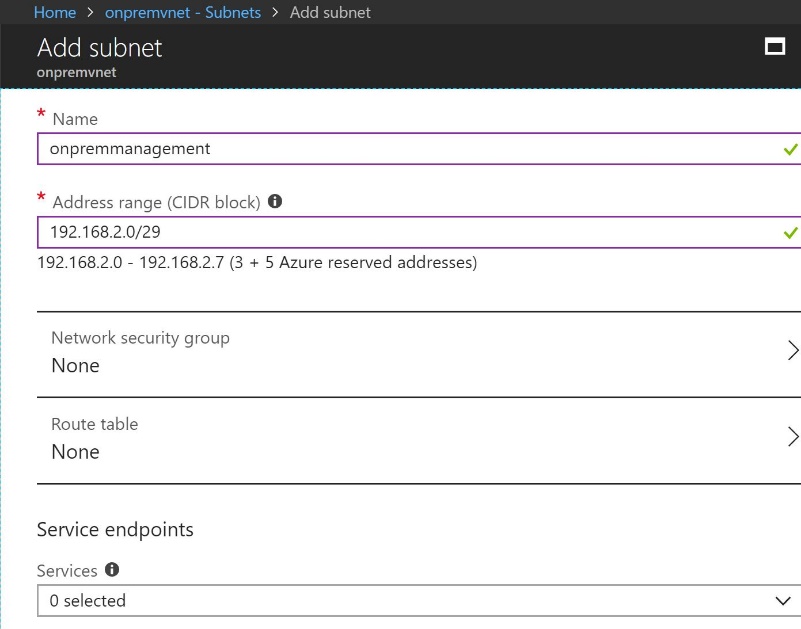 Home > onpremvnet - Subnets > Add subnet
Add subnet
onpremvnet
* Name
onpremmanagement
* Address range (CIDR block)
192.168.2.0/29
192.168.2.0 - 192.168.2.7 (3 + 5 Azure reserved addresses)
Network security group
None
Route table
None
Service endpoints
Services
0 selected